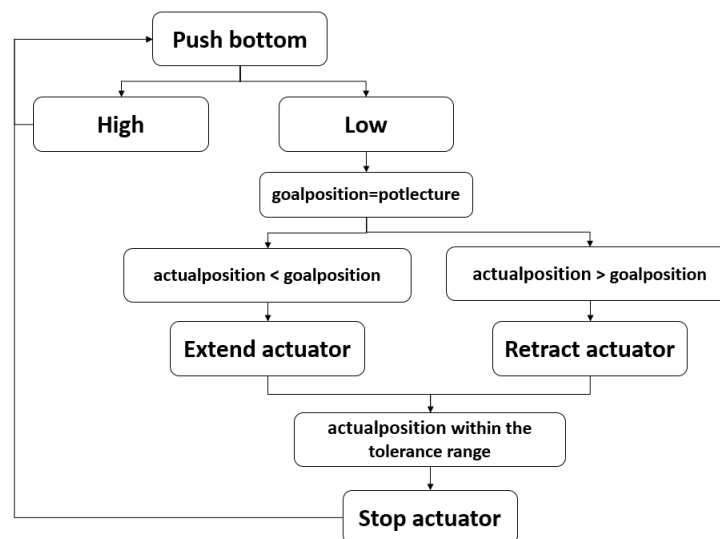 Push bottom
High
Low
goalposition=potlecture
actualposition < goalposition
actualposition > goalposition
Extend actuator
Retract actuator
actualposition within the
tolerance range
Stop actuator